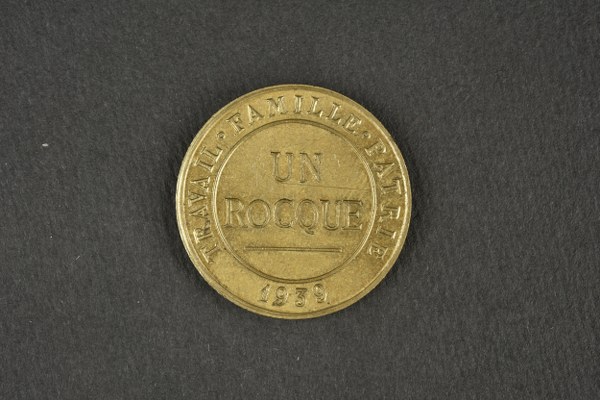 TRAVAIL · FAMILLE · PATRIE
UN
ROCQUE
1939